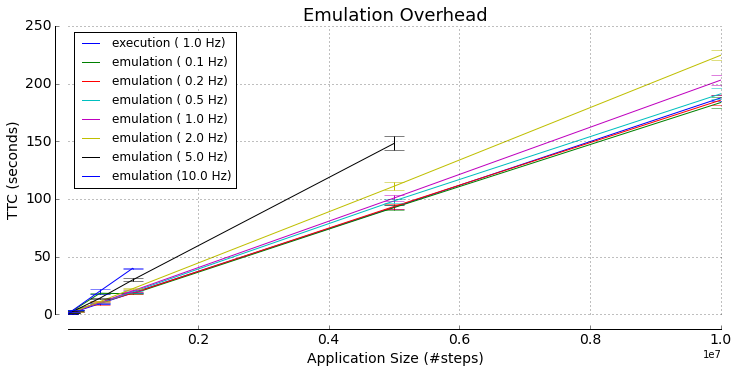 Emulation Overhead
250
200
150
100
50
0
TTC (seconds)
execution ( 1.0 Hz)
emulation ( 0.1 Hz)
emulation ( 0.2 Hz)
emulation ( 0.5 Hz)
emulation ( 1.0 Hz)
emulation ( 2.0 Hz)
emulation ( 5.0 Hz)
emulation (10.0 Hz)
0.2
0.4
0.6
0.8
1.0
1e7
Application Size (#steps)